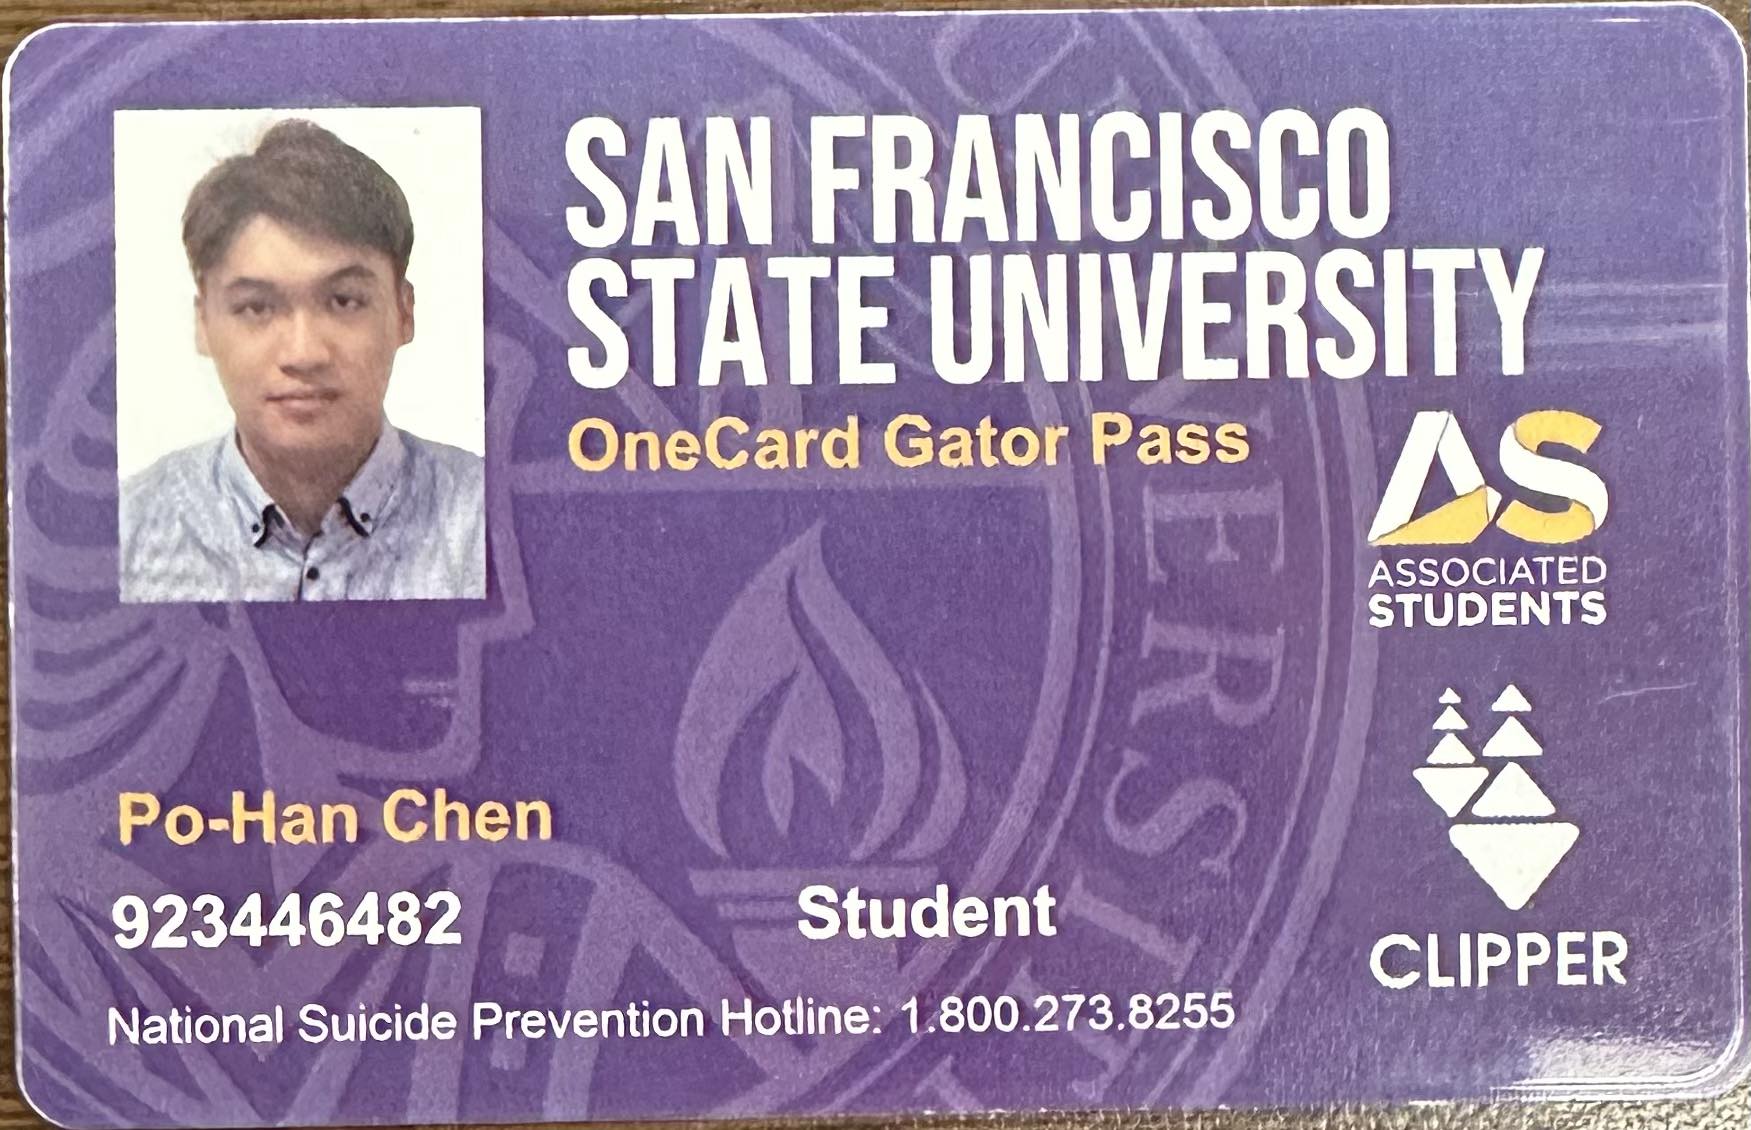 SAN FRANCISCO
STATE UNIVERSITY
OneCard Gator Pass
AS
ASSOCIATED
STUDENTS
Po-Han Chen
923446482
Student
CLIPPER
National Suicide Prevention Hotline: 1.800.273.8255